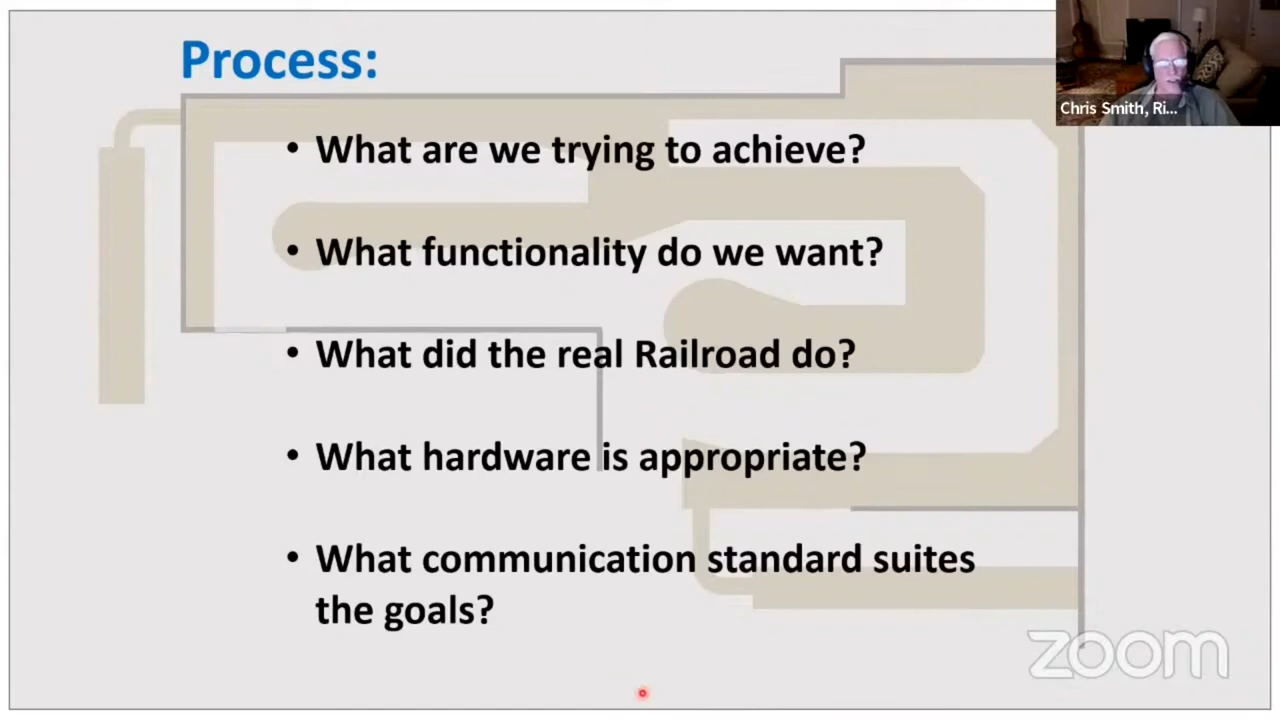 Process:
Chris Smith, Ri...
• What are we trying to achieve?
• What functionality do we want?
• What did the real Railroad do?
• What hardware is appropriate?
• What communication standard suites
the goals?
zoom